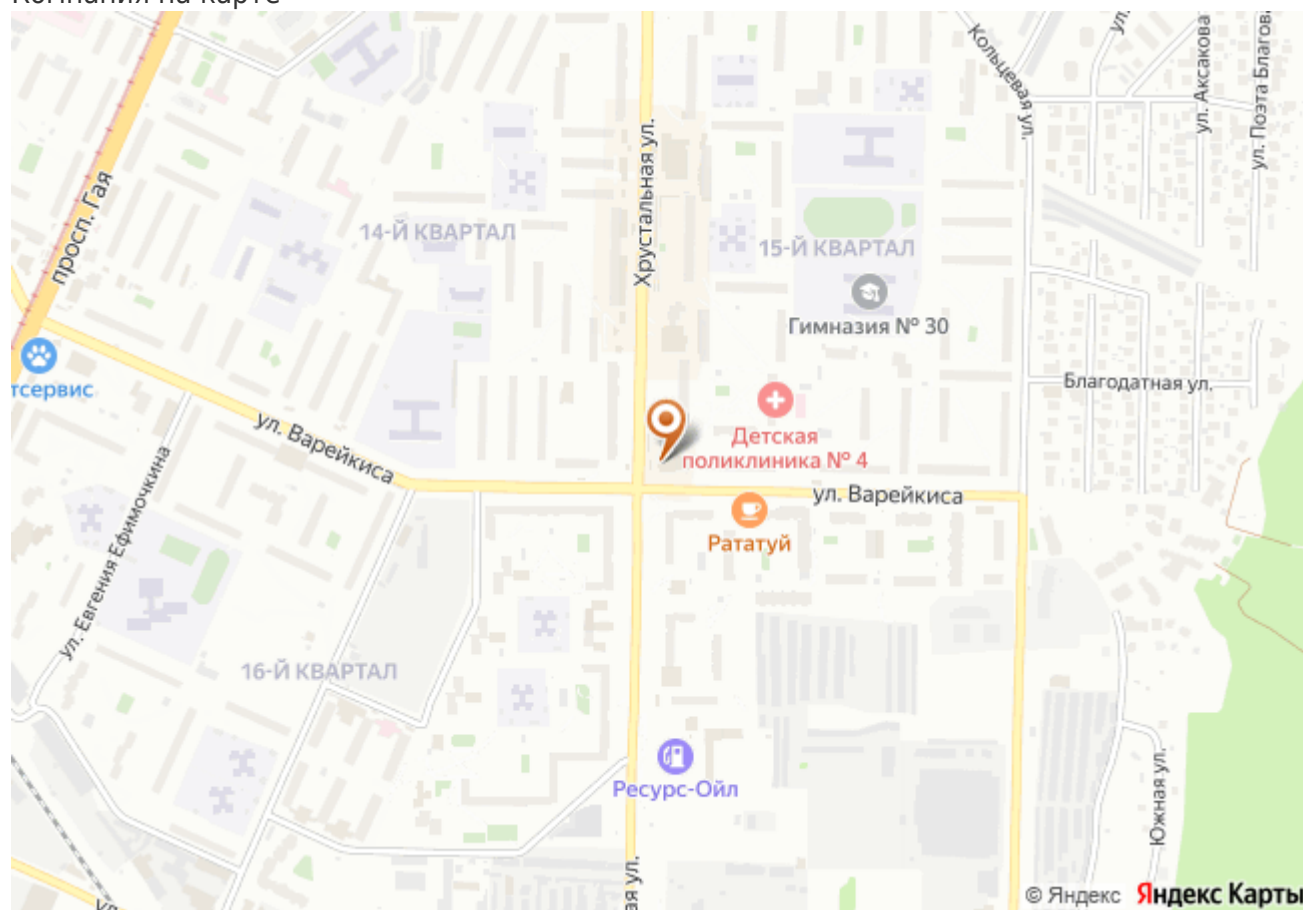 Компания на карте
Кольцевая ул.
ул.
ул. Аксакова
ул. Поэта Благов
просп. Гая
Хрустальная ул.
14-Й КВАРТАЛ
15-Й КВАРТАЛ
Гимназия № 30
тсервис
Благодатная ул.
ул. Варейкиса
Детская
поликлиника № 4
ул. Варейкиса
Рататуй
ул. Евгения Ефимочкина
16-Й КВАРТАЛ
Ресурс-Ойл
Южная ул.
ая ул.
© Яндекс Яндекс Карты